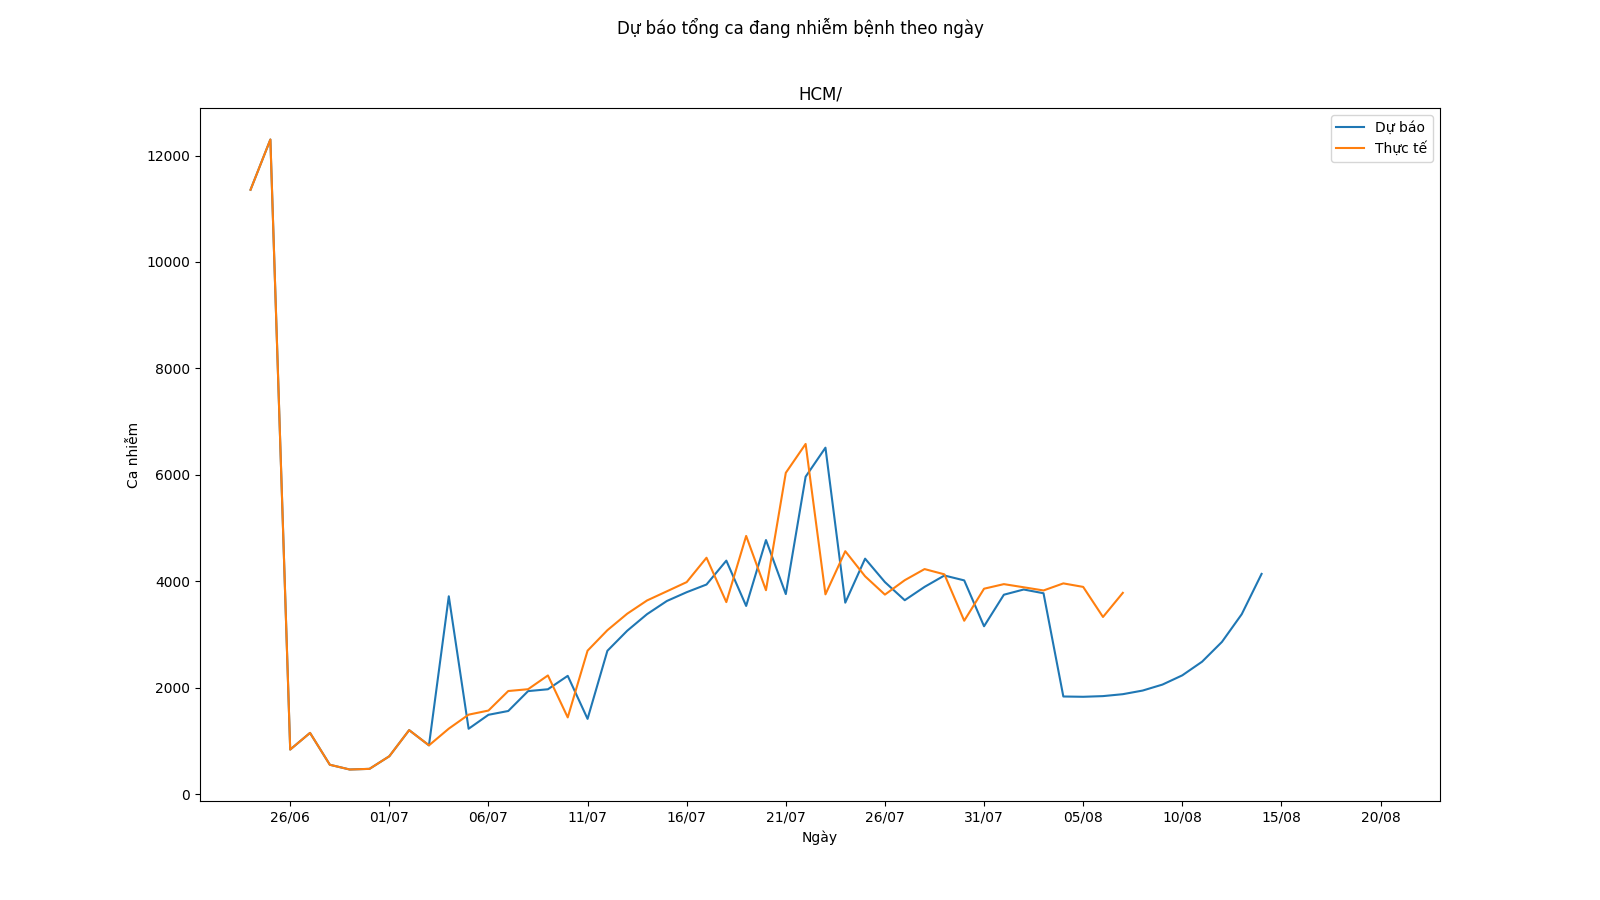 Dự báo tổng ca đang nhiễm bệnh theo ngày
HCM/
Dự báo
Thực tế
12000
10000
8000
6000
4000
2000
0
Ca nhiễm
26/06 01/07 06/07 11/07 16/07 21/07 26/07 31/07 05/08 10/08 15/08 20/08
Ngày